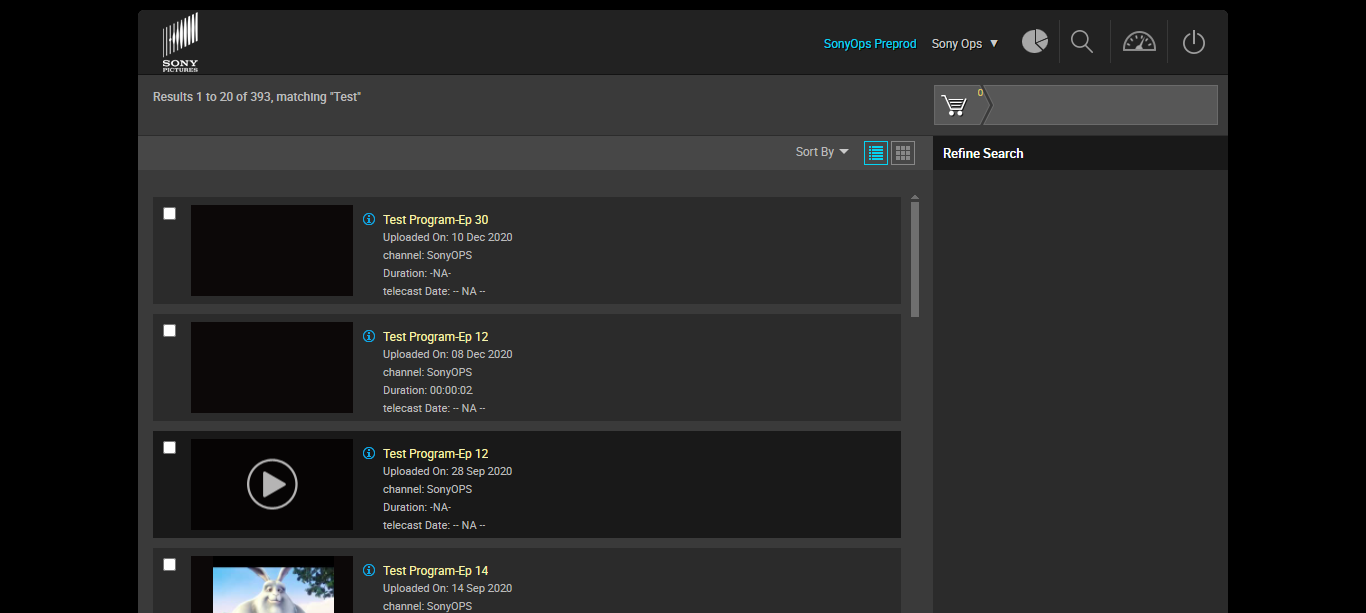 SONY
PICTURES
SonyOps Preprod Sony Ops ▼
Results 1 to 20 of 393, matching "Test"
0
Sort By
Refine Search
Test Program-Ep 30
Uploaded On: 10 Dec 2020
channel: SonyOPS
Duration: -NA-
telecast Date: -- NA --
Test Program-Ep 12
Uploaded On: 08 Dec 2020
channel: SonyOPS
Duration: 00:00:02
telecast Date: -- NA --
Test Program-Ep 12
Uploaded On: 28 Sep 2020
channel: SonyOPS
Duration: -NA-
telecast Date: -- NA --
Test Program-Ep 14
Uploaded On: 14 Sep 2020
channel: SonyOPS